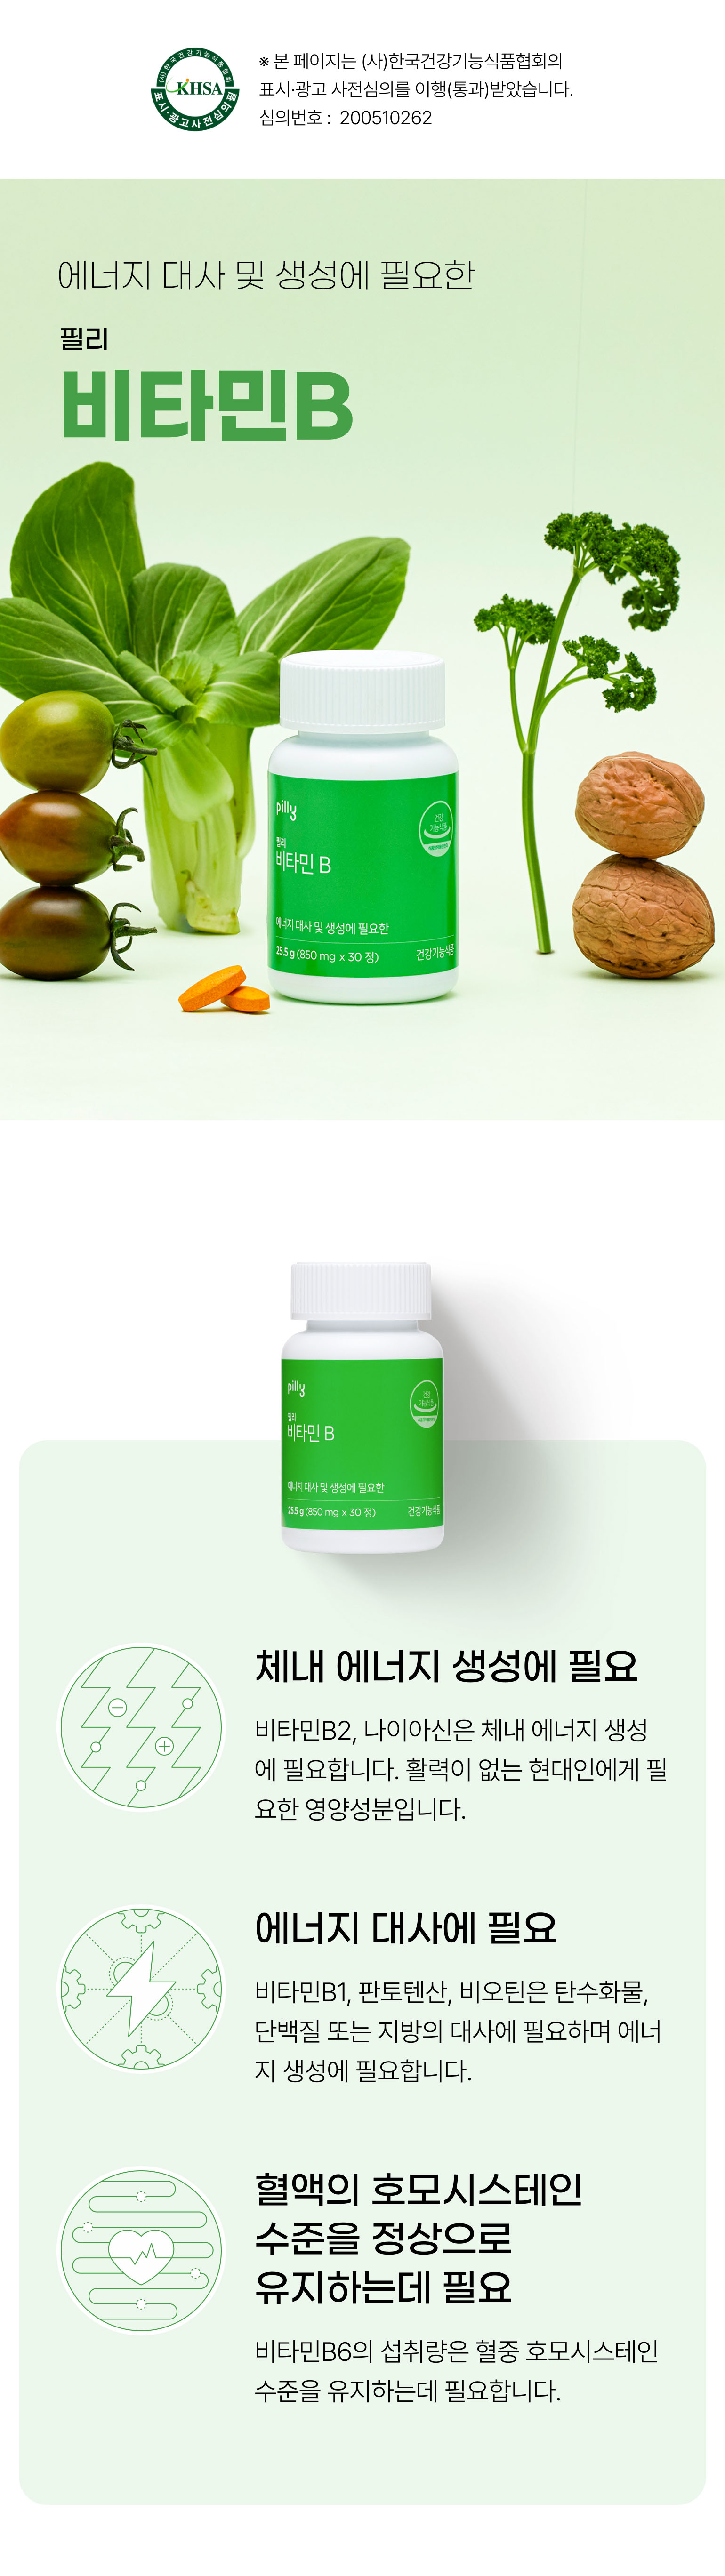 ※ 본 페이지는 (사)한국건강기능식품협회의
표시·광고 사전심의를 이행(통과)받았습니다.
심의번호 : 200510262
(사)한국건강기능식품협회
KHSA
표시·광고사전심의필
에너지 대사 및 생성에 필요한
필리
비타민B
pilly
건강
기능식품
필리
비타민 B
에너지 대사 및 생성에 필요한
25.5 g (850 mg x 30 정)
건강기능식품
pilly
건강
기능식품
필리
비타민 B
에너지 대사 및 생성에 필요한
25.5 g (850 mg x 30 정)
건강기능식품
체내 에너지 생성에 필요
비타민B2, 나이아신은 체내 에너지 생성
에 필요합니다. 활력이 없는 현대인에게 필
요한 영양성분입니다.
에너지 대사에 필요
비타민B1, 판토텐산, 비오틴은 탄수화물,
단백질 또는 지방의 대사에 필요하며 에너
지 생성에 필요합니다.
혈액의 호모시스테인
수준을 정상으로
유지하는데 필요
비타민B6의 섭취량은 혈중 호모시스테인
수준을 유지하는데 필요합니다.